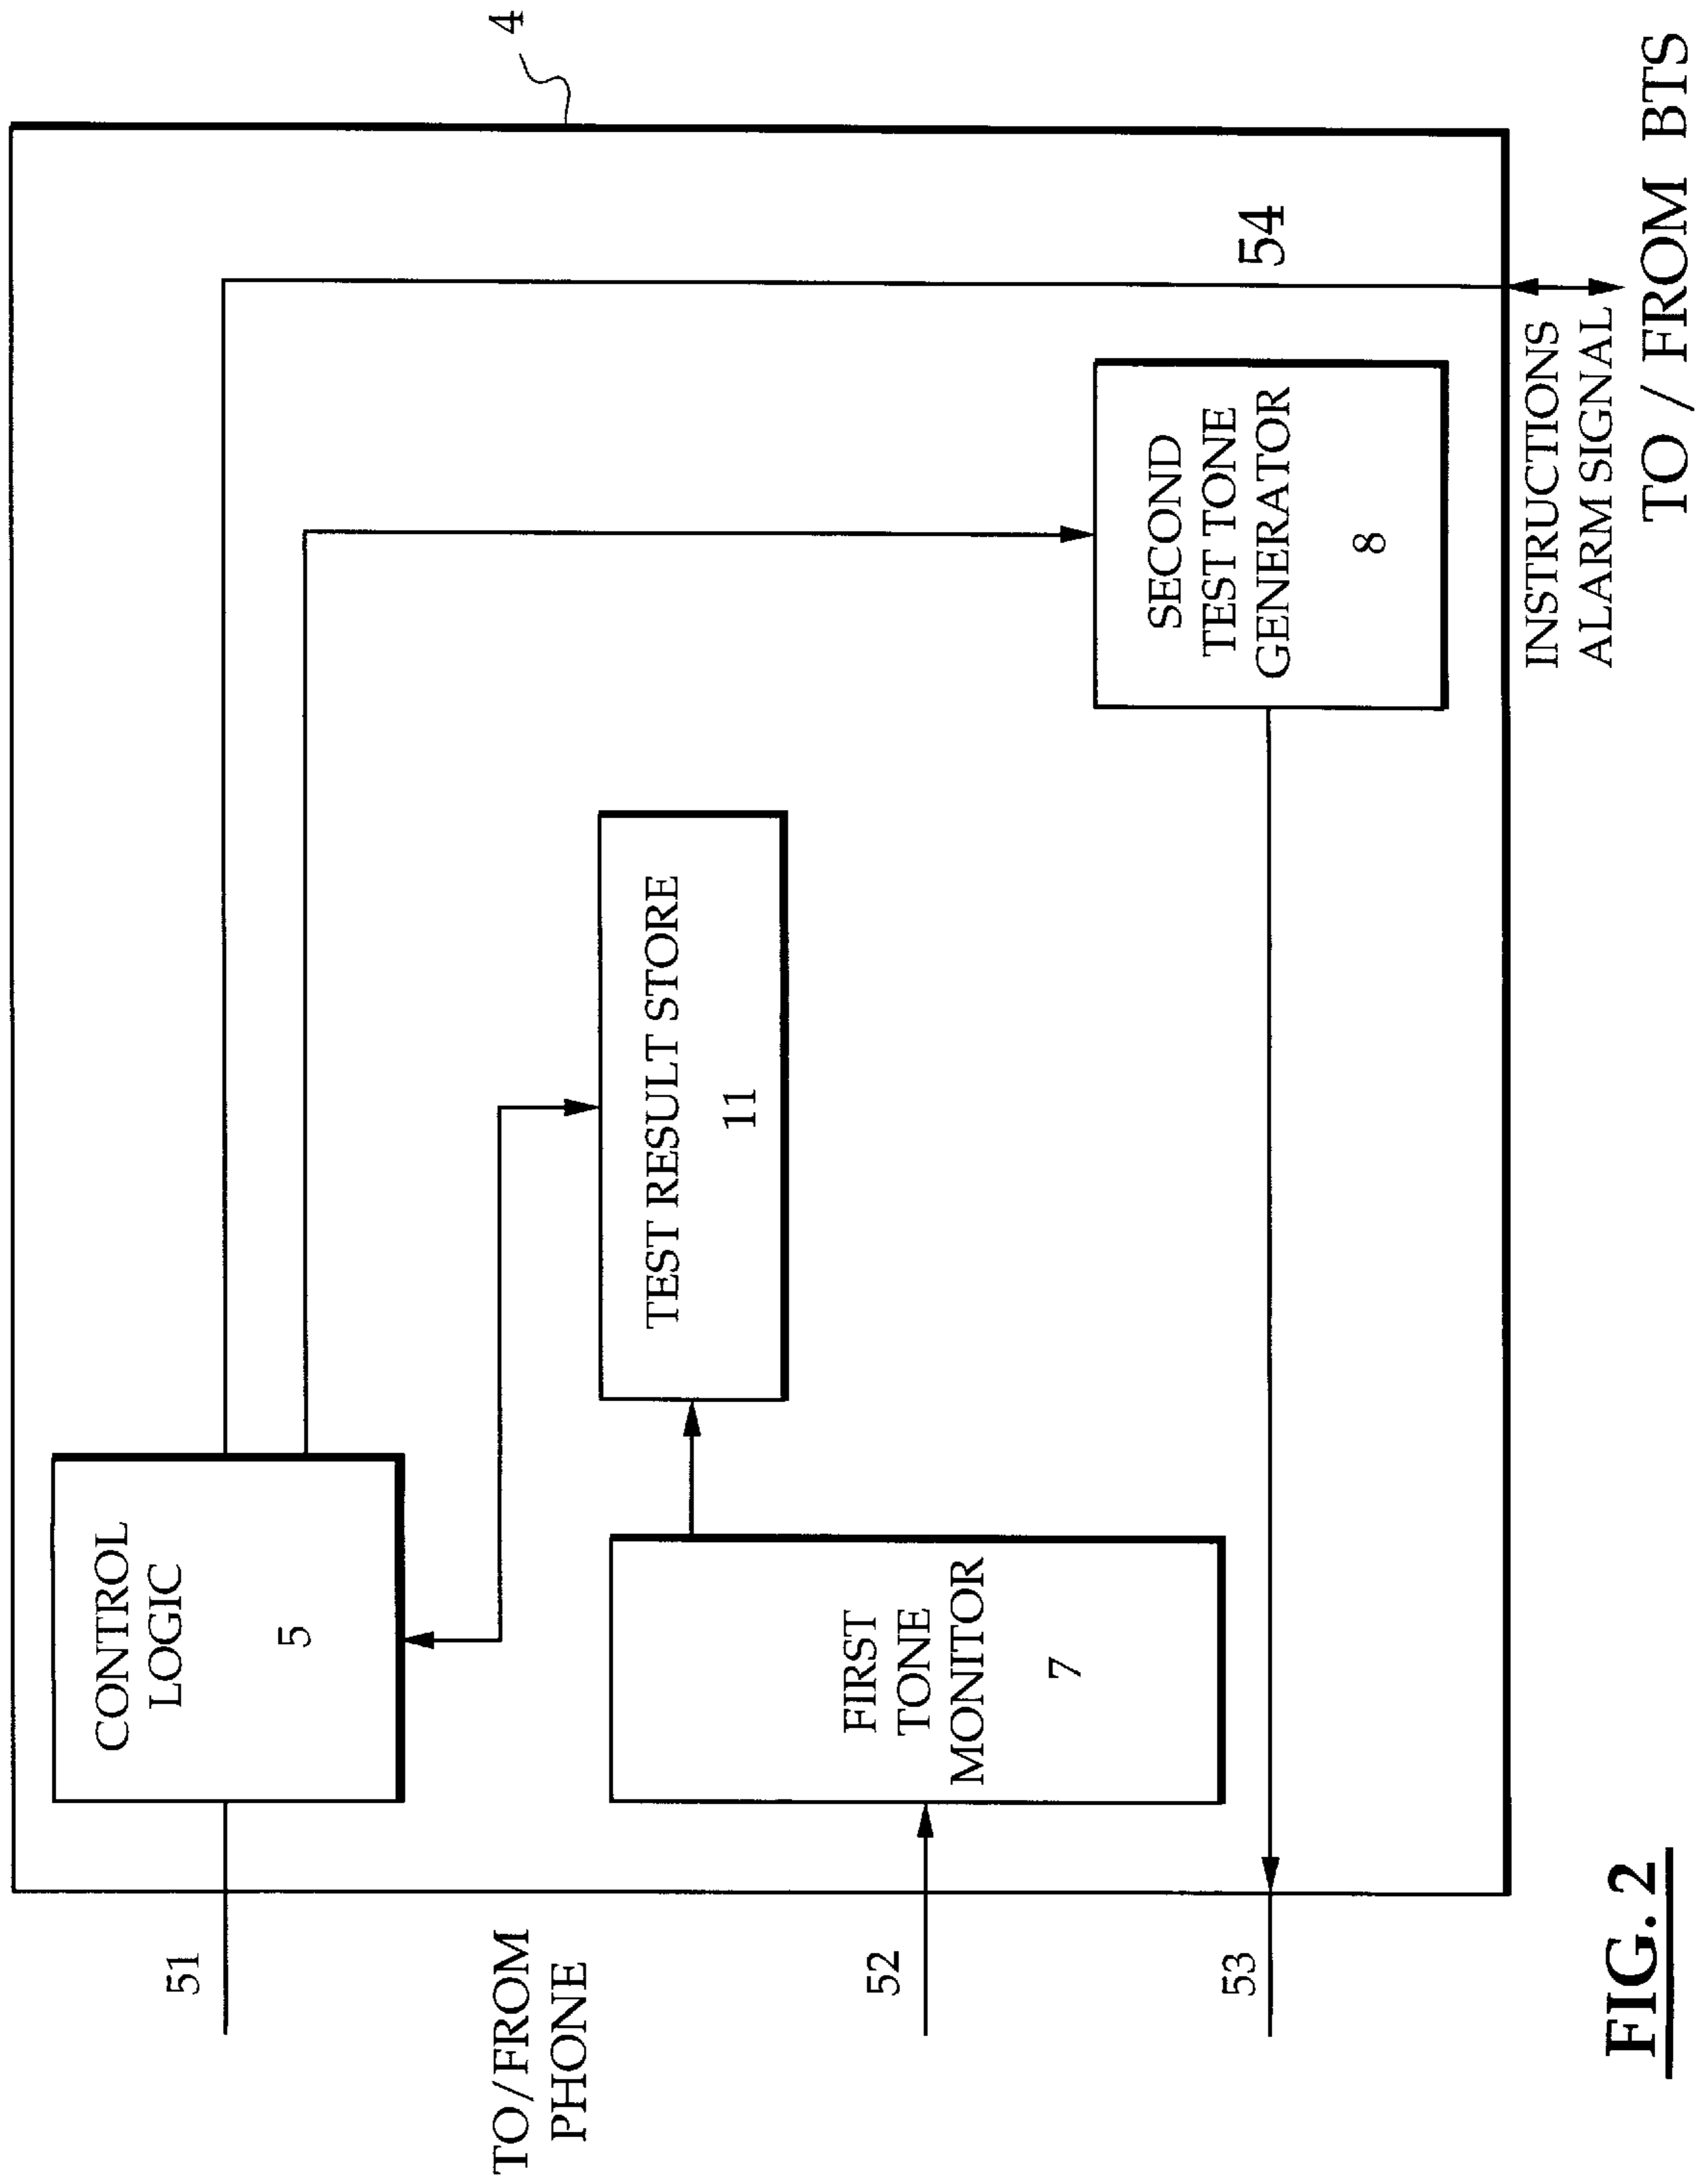 4
CONTROL
LOGIC
5
51
TEST RESULT STORE
11
TO/FROM
PHONE
FIRST
TONE
MONITOR
7
52
SECOND
TEST TONE
GENERATOR
8
53
54
INSTRUCTIONS
ALARM SIGNAL
TO / FROM BTS
FIG. 2